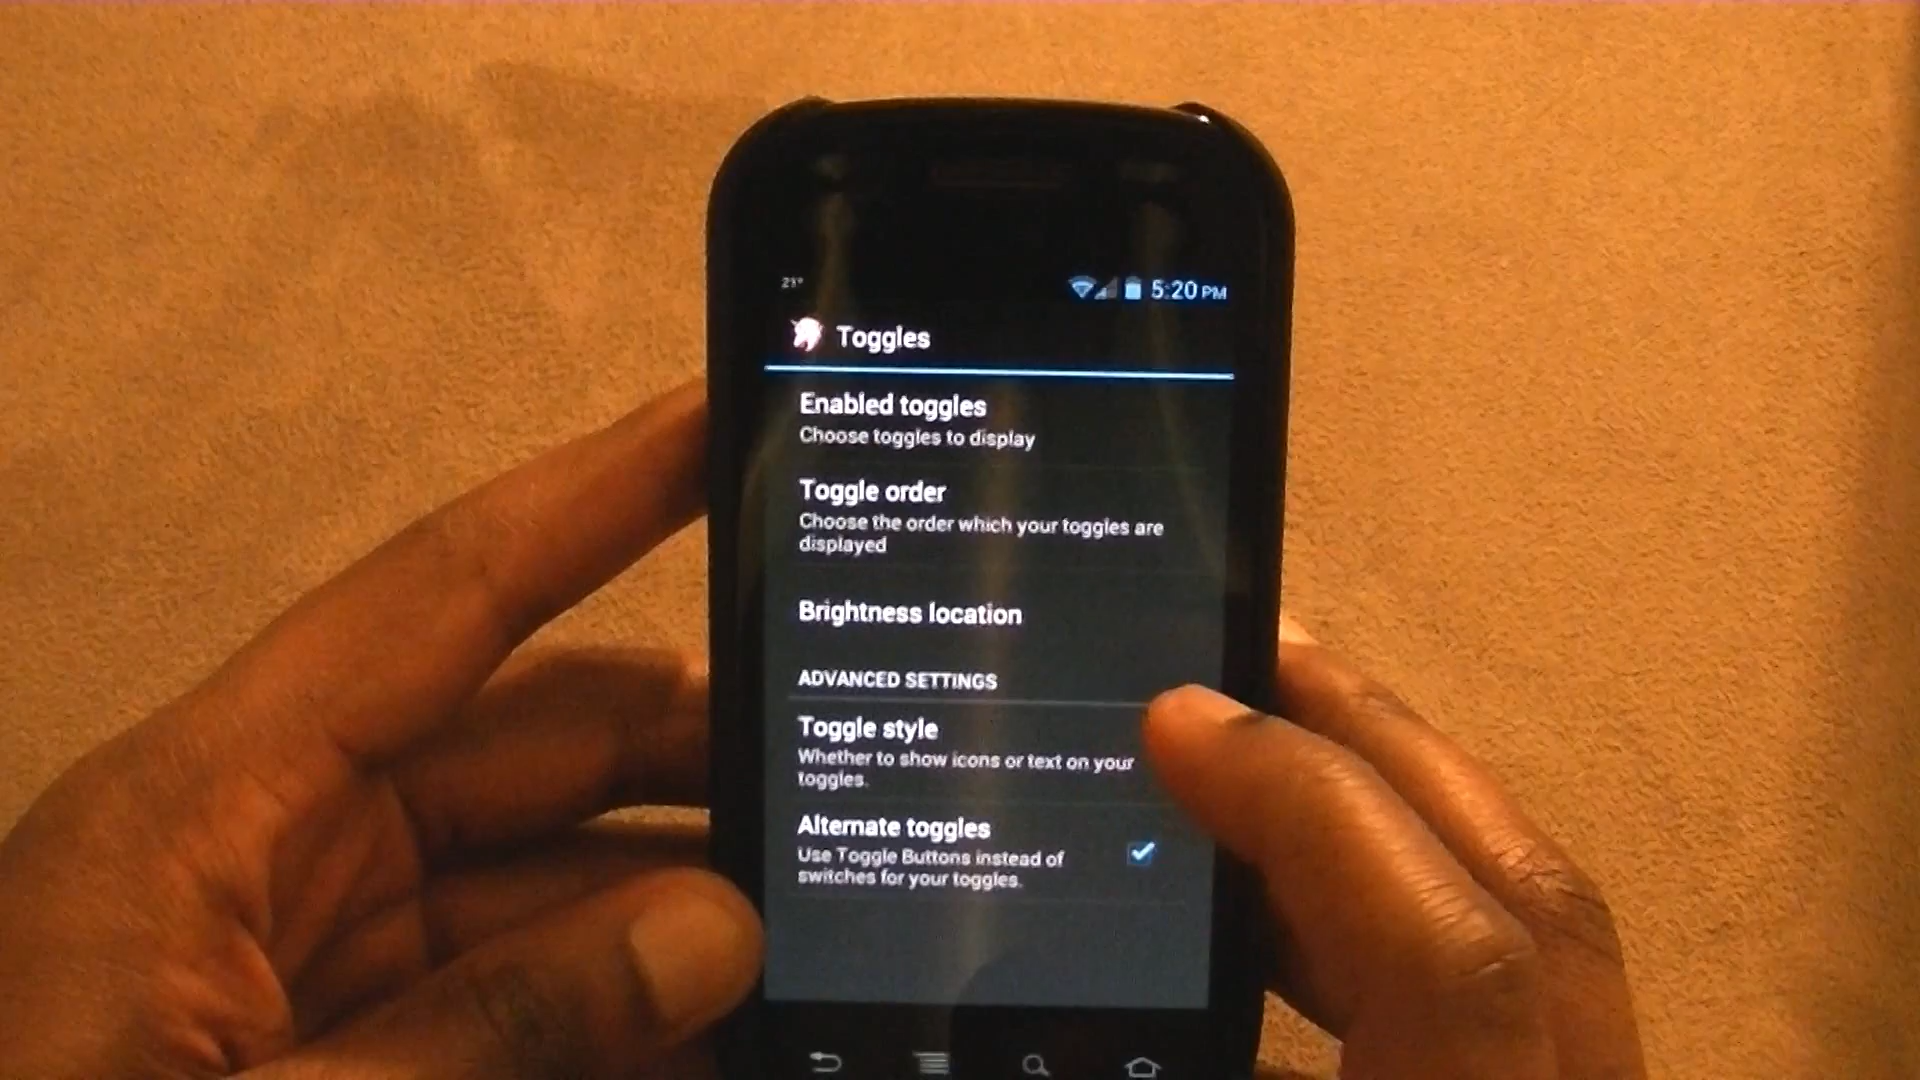 23°
5:20 PM
Toggles
Enabled toggles
Choose toggles to display
Toggle order
Choose the order which your toggles are
displayed
Brightness location
ADVANCED SETTINGS
Toggle style
Whether to show icons or text on your
toggles.
Alternate toggles
Use Toggle Buttons instead of
switches for your toggles.